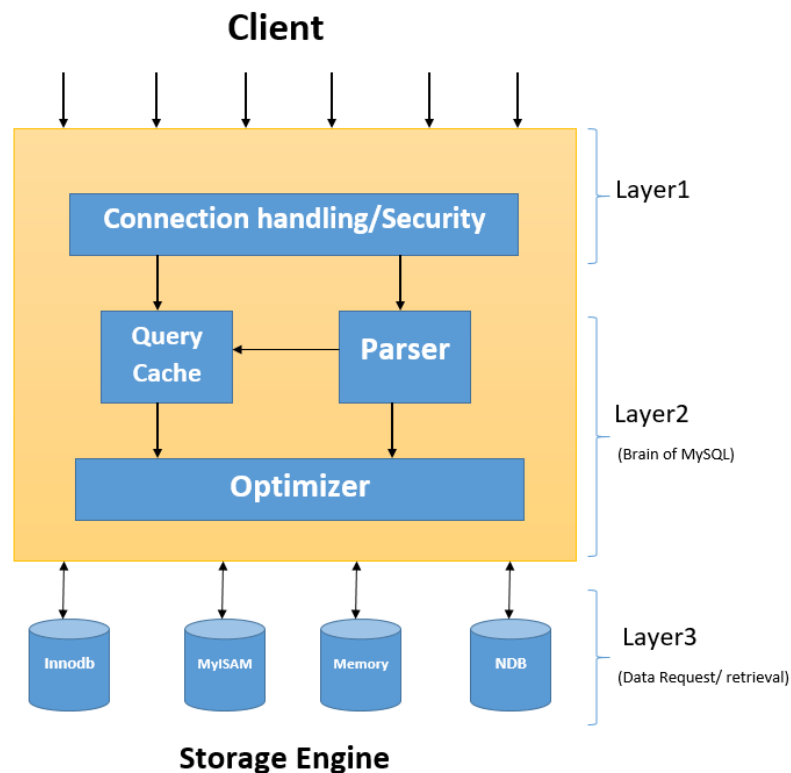 Client
Connection handling/Security
Layer1
Query
Cache
Parser
Layer2
(Brain of MySQL)
Optimizer
Innodb
MyISAM
Memory
NDB
Layer3
(Data Request/ retrieval)
Storage Engine